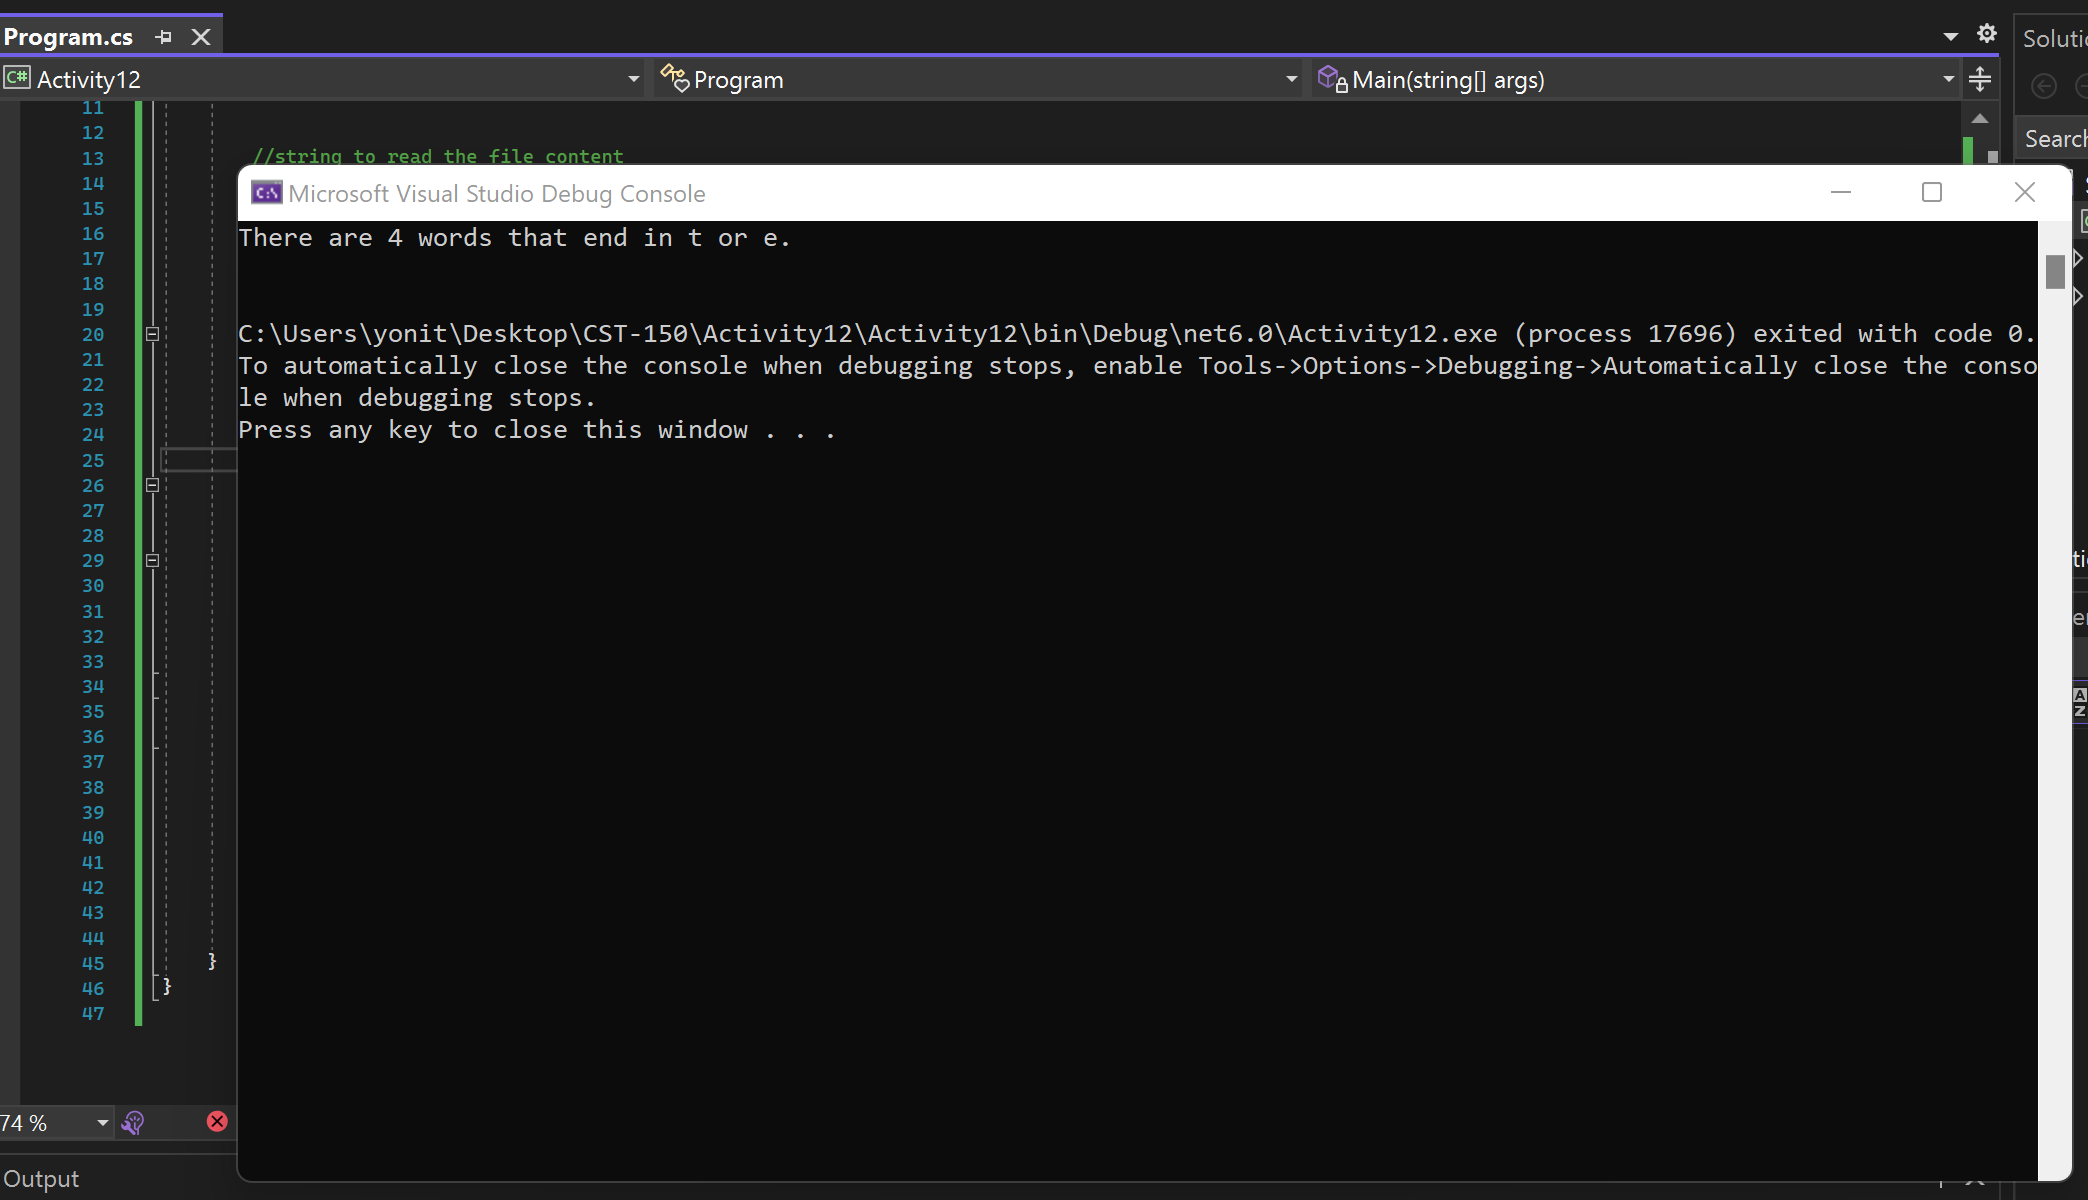 Program.cs
Soluti
C# Activity12
Program
Main(string[] args)
Search
11
12
13 //string to read the file content
14
15
16
17
18
19
20
21
22
23
24
25
26
27
28
29
30
31
32
33
34
35
36
37
38
39
40
41
42
43
44
45 }
46 }
47
C:\ Microsoft Visual Studio Debug Console
There are 4 words that end in t or e.
C:\Users\yonit\Desktop\CST-150\Activity12\Activity12\bin\Debug\net6.0\Activity12.exe (process 17696) exited with code 0.
To automatically close the console when debugging stops, enable Tools->Options->Debugging->Automatically close the conso
le when debugging stops.
Press any key to close this window . . .
ti
er
A
Z
74 %
Output